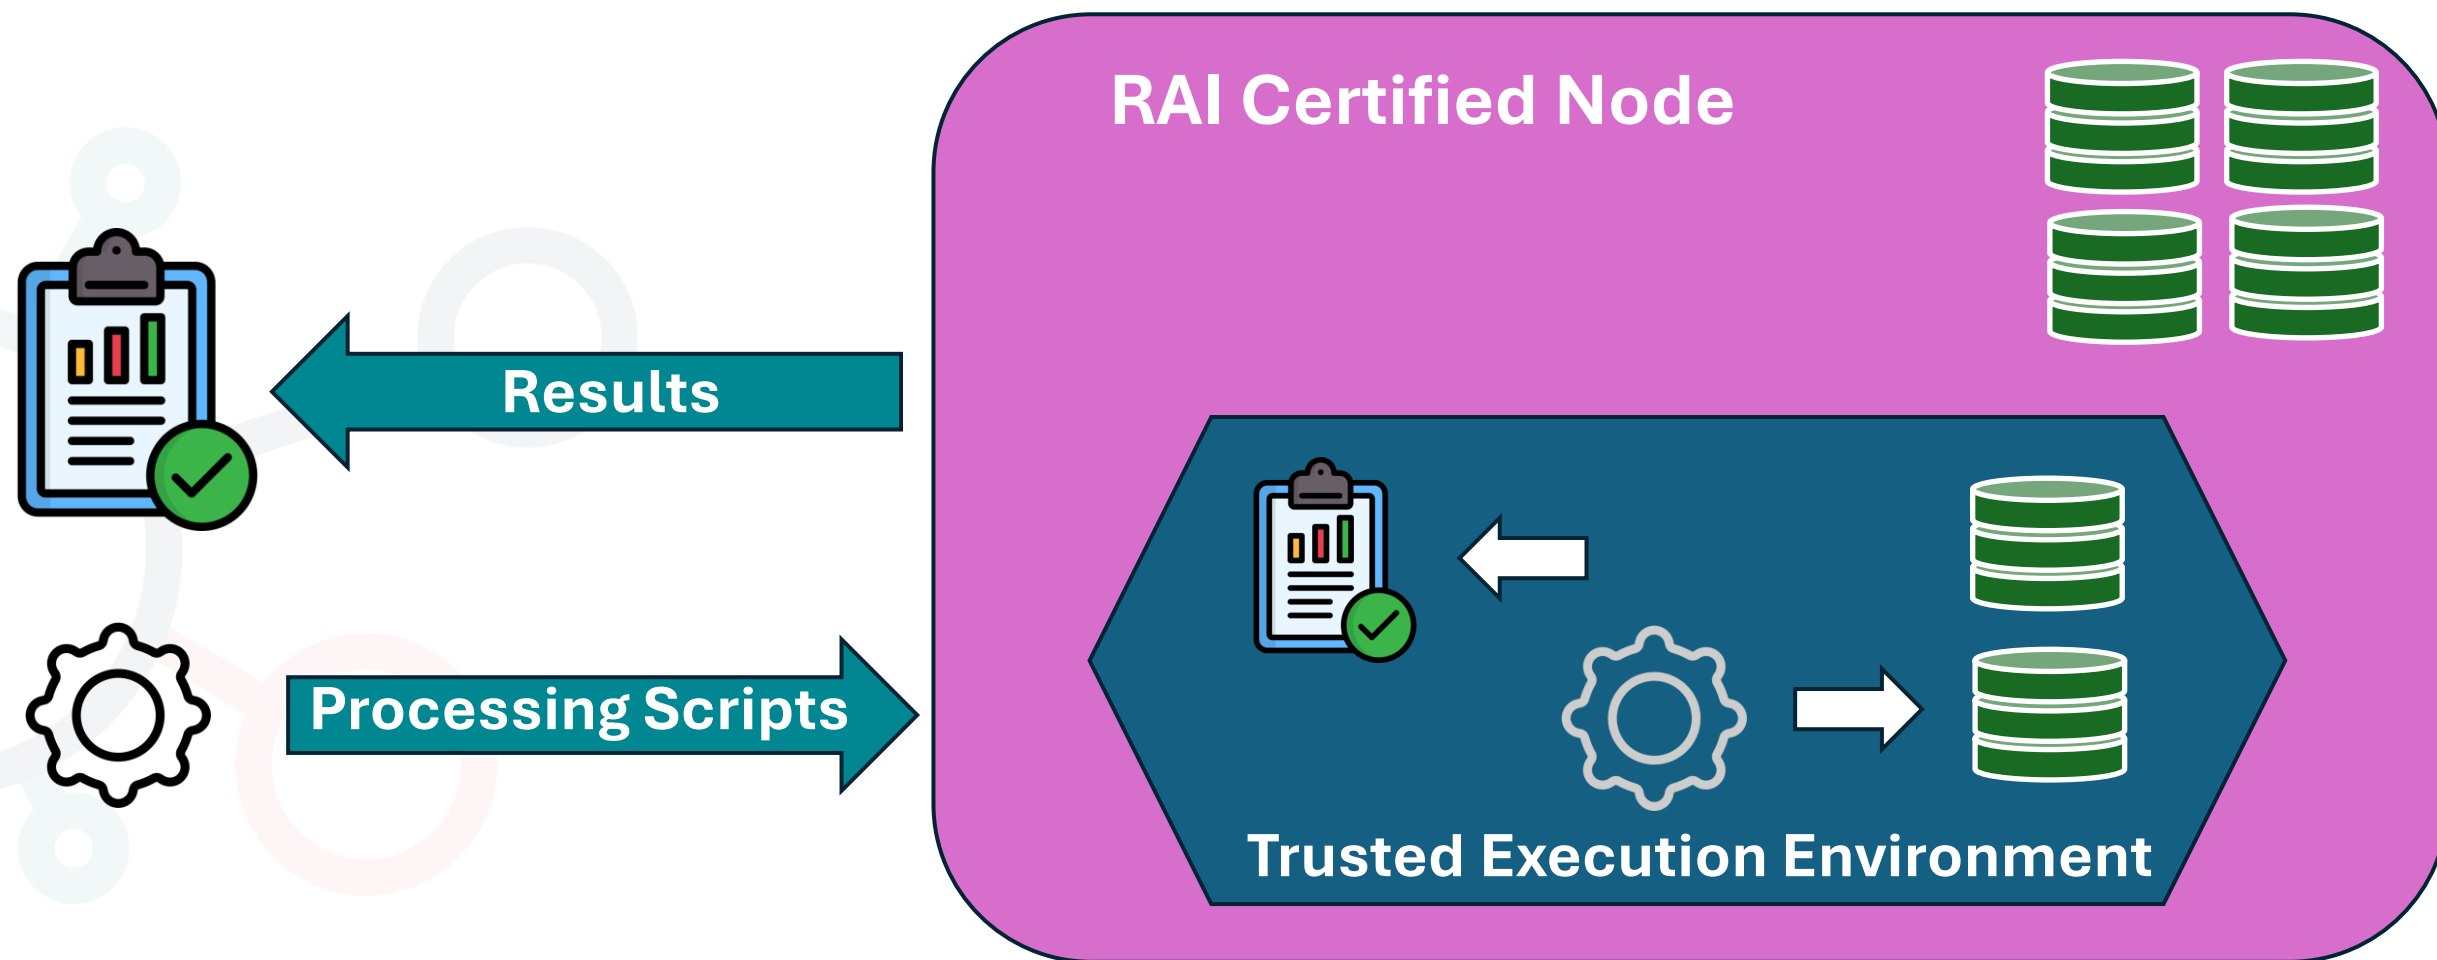 RAI Certified Node
Results
Processing Scripts
Trusted Execution Environment